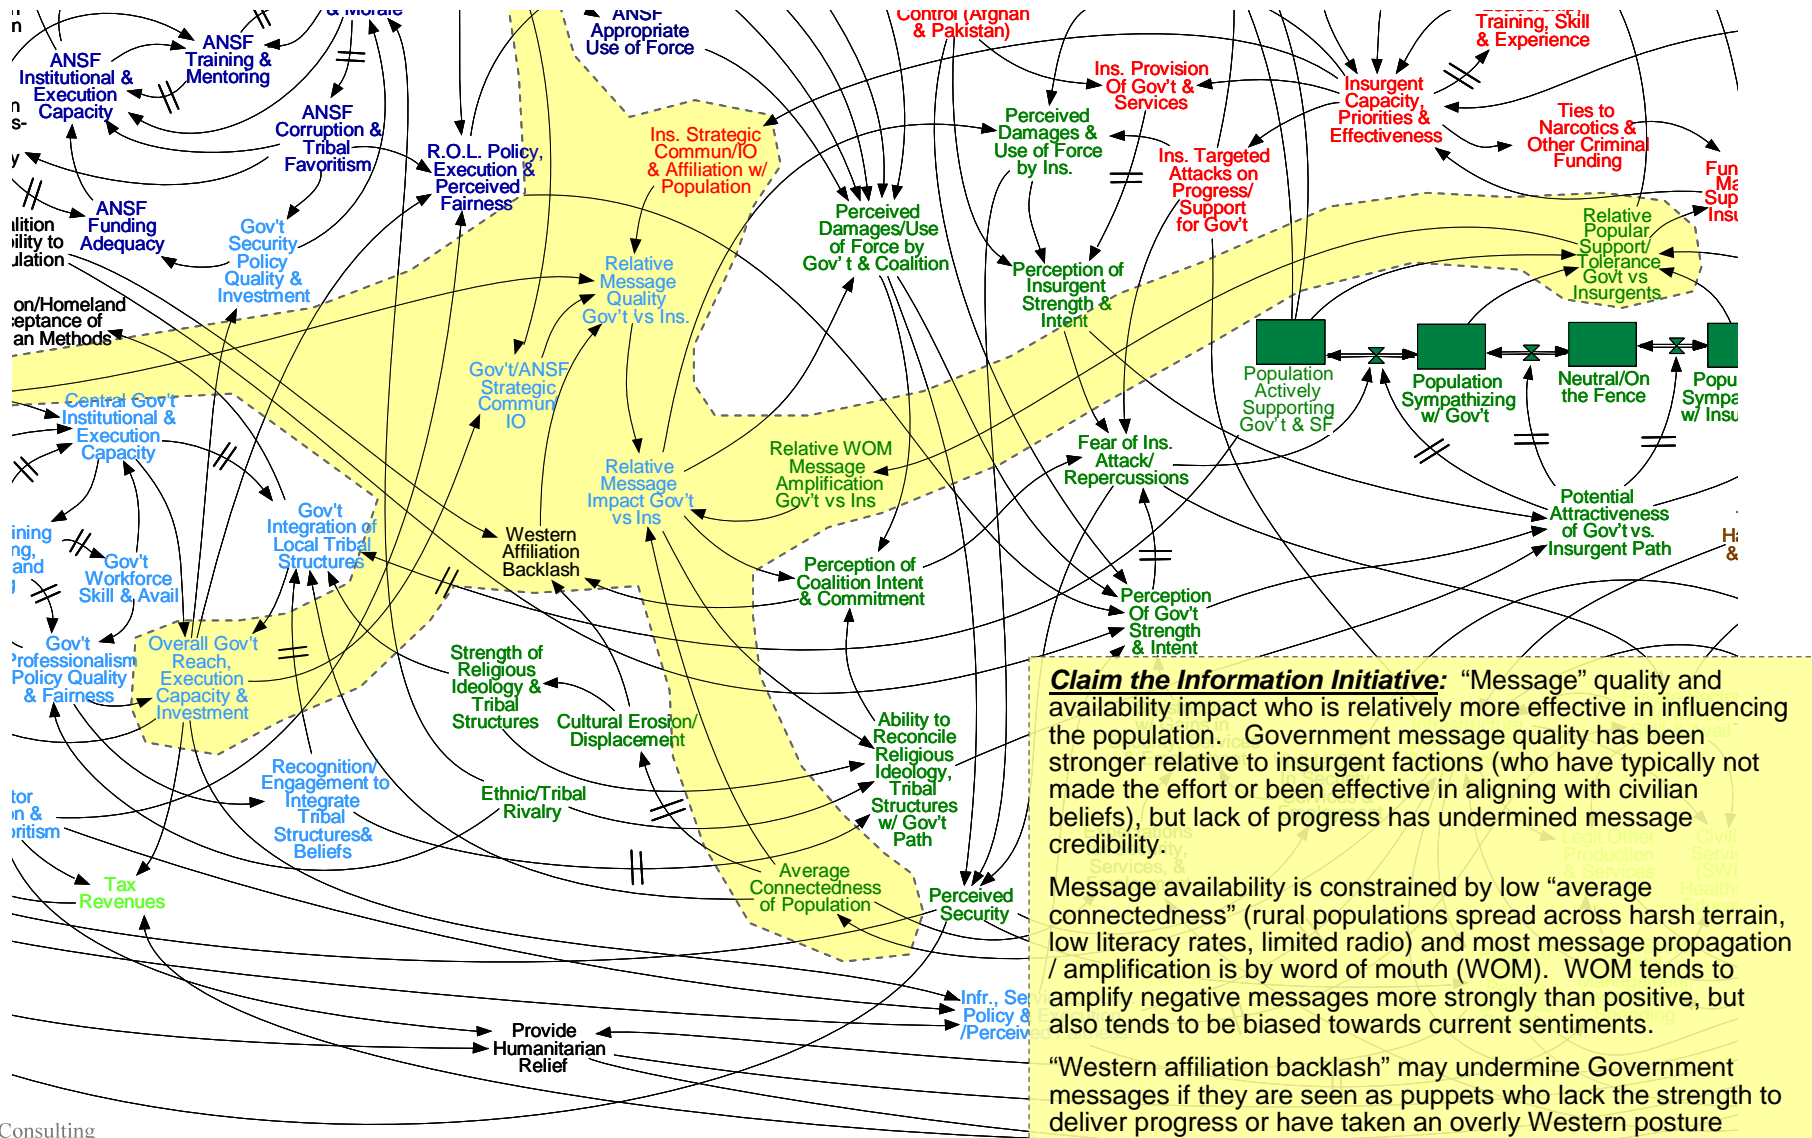 & Morale
ANSF
Institutional &
Execution
Capacity
ANSF
Training &
Mentoring
ANSF
Corruption &
Tribal
Favoritism
ANSF
Funding
Adequacy
ANSF
Appropriate
Use of Force
R.O.L. Policy,
Execution &
Perceived
Fairness
Gov't
Security
Policy
Quality &
Investment
Control (Afghan
& Pakistan)
Ins. Strategic
Commun/IO
& Affiliation w/
Population
Ins. Provision
Of Gov't &
Services
Perceived
Damages &
Use of Force
by Ins.
Ins. Targeted
Attacks on
Progress/
Support
for Gov't
Insurgent
Capacity,
Priorities &
Effectiveness
Training, Skill
& Experience
Ties to
Narcotics &
Other Criminal
Funding
Perceived
Damages/Use
of Force by
Gov't & Coalition
Perception of
Insurgent
Strength &
Intent
Relative
Popular
Support/
Tolerance
Gov't vs
Insurgents
Relative
Message
Quality
Gov't vs Ins.
Gov't/ANSF
Strategic
Commun/
IO
on/Homeland
ceptance of
an Methods
Central Gov't
Institutional &
Execution
Capacity
Population
Actively
Supporting
Gov't & SF
Population
Sympathizing
w/ Gov't
Neutral/On
the Fence
Popu
Sympa
w/ Insu
Relative
Message
Impact Gov't
vs Ins
Relative WOM
Message
Amplification
Gov't vs Ins
Fear of Ins.
Attack/
Repercussions
Potential
Attractiveness
of Gov't vs.
Insurgent Path
Gov't
Integration of
Local Tribal
Structures
Western
Affiliation
Backlash
Gov't
Workforce
Skill & Avail
Perception of
Coalition Intent
& Commitment
Perception
Of Gov't
Strength
& Intent
Gov't
Professionalism
Policy Quality
& Fairness
Overall Gov't
Reach,
Execution
Capacity &
Investment
Strength of
Religious
Ideology &
Tribal
Structures
Cultural Erosion/
Displacement
Ability to
Reconcile
Religious
Ideology,
Tribal
Structures
w/ Gov't
Path
Recognition/
Engagement to
Integrate
Tribal
Structures&
Beliefs
Ethnic/Tribal
Rivalry
Tax
Revenues
Average
Connectedness
of Population
Perceived
Security
Infr., Serv
Policy &
/Perceived Fairness
Provide
Humanitarian
Relief
Claim the Information Initiative: “Message” quality and
availability impact who is relatively more effective in influencing
the population. Government message quality has been
stronger relative to insurgent factions (who have typically not
made the effort or been effective in aligning with civilian
beliefs), but lack of progress has undermined message
credibility.
Message availability is constrained by low “average
connectedness” (rural populations spread across harsh terrain,
low literacy rates, limited radio) and most message propagation
/ amplification is by word of mouth (WOM). WOM tends to
amplify negative messages more strongly than positive, but
also tends to be biased towards current sentiments.
“Western affiliation backlash” may undermine Government
messages if they are seen as puppets who lack the strength to
deliver progress or have taken an overly Western posture
Consulting